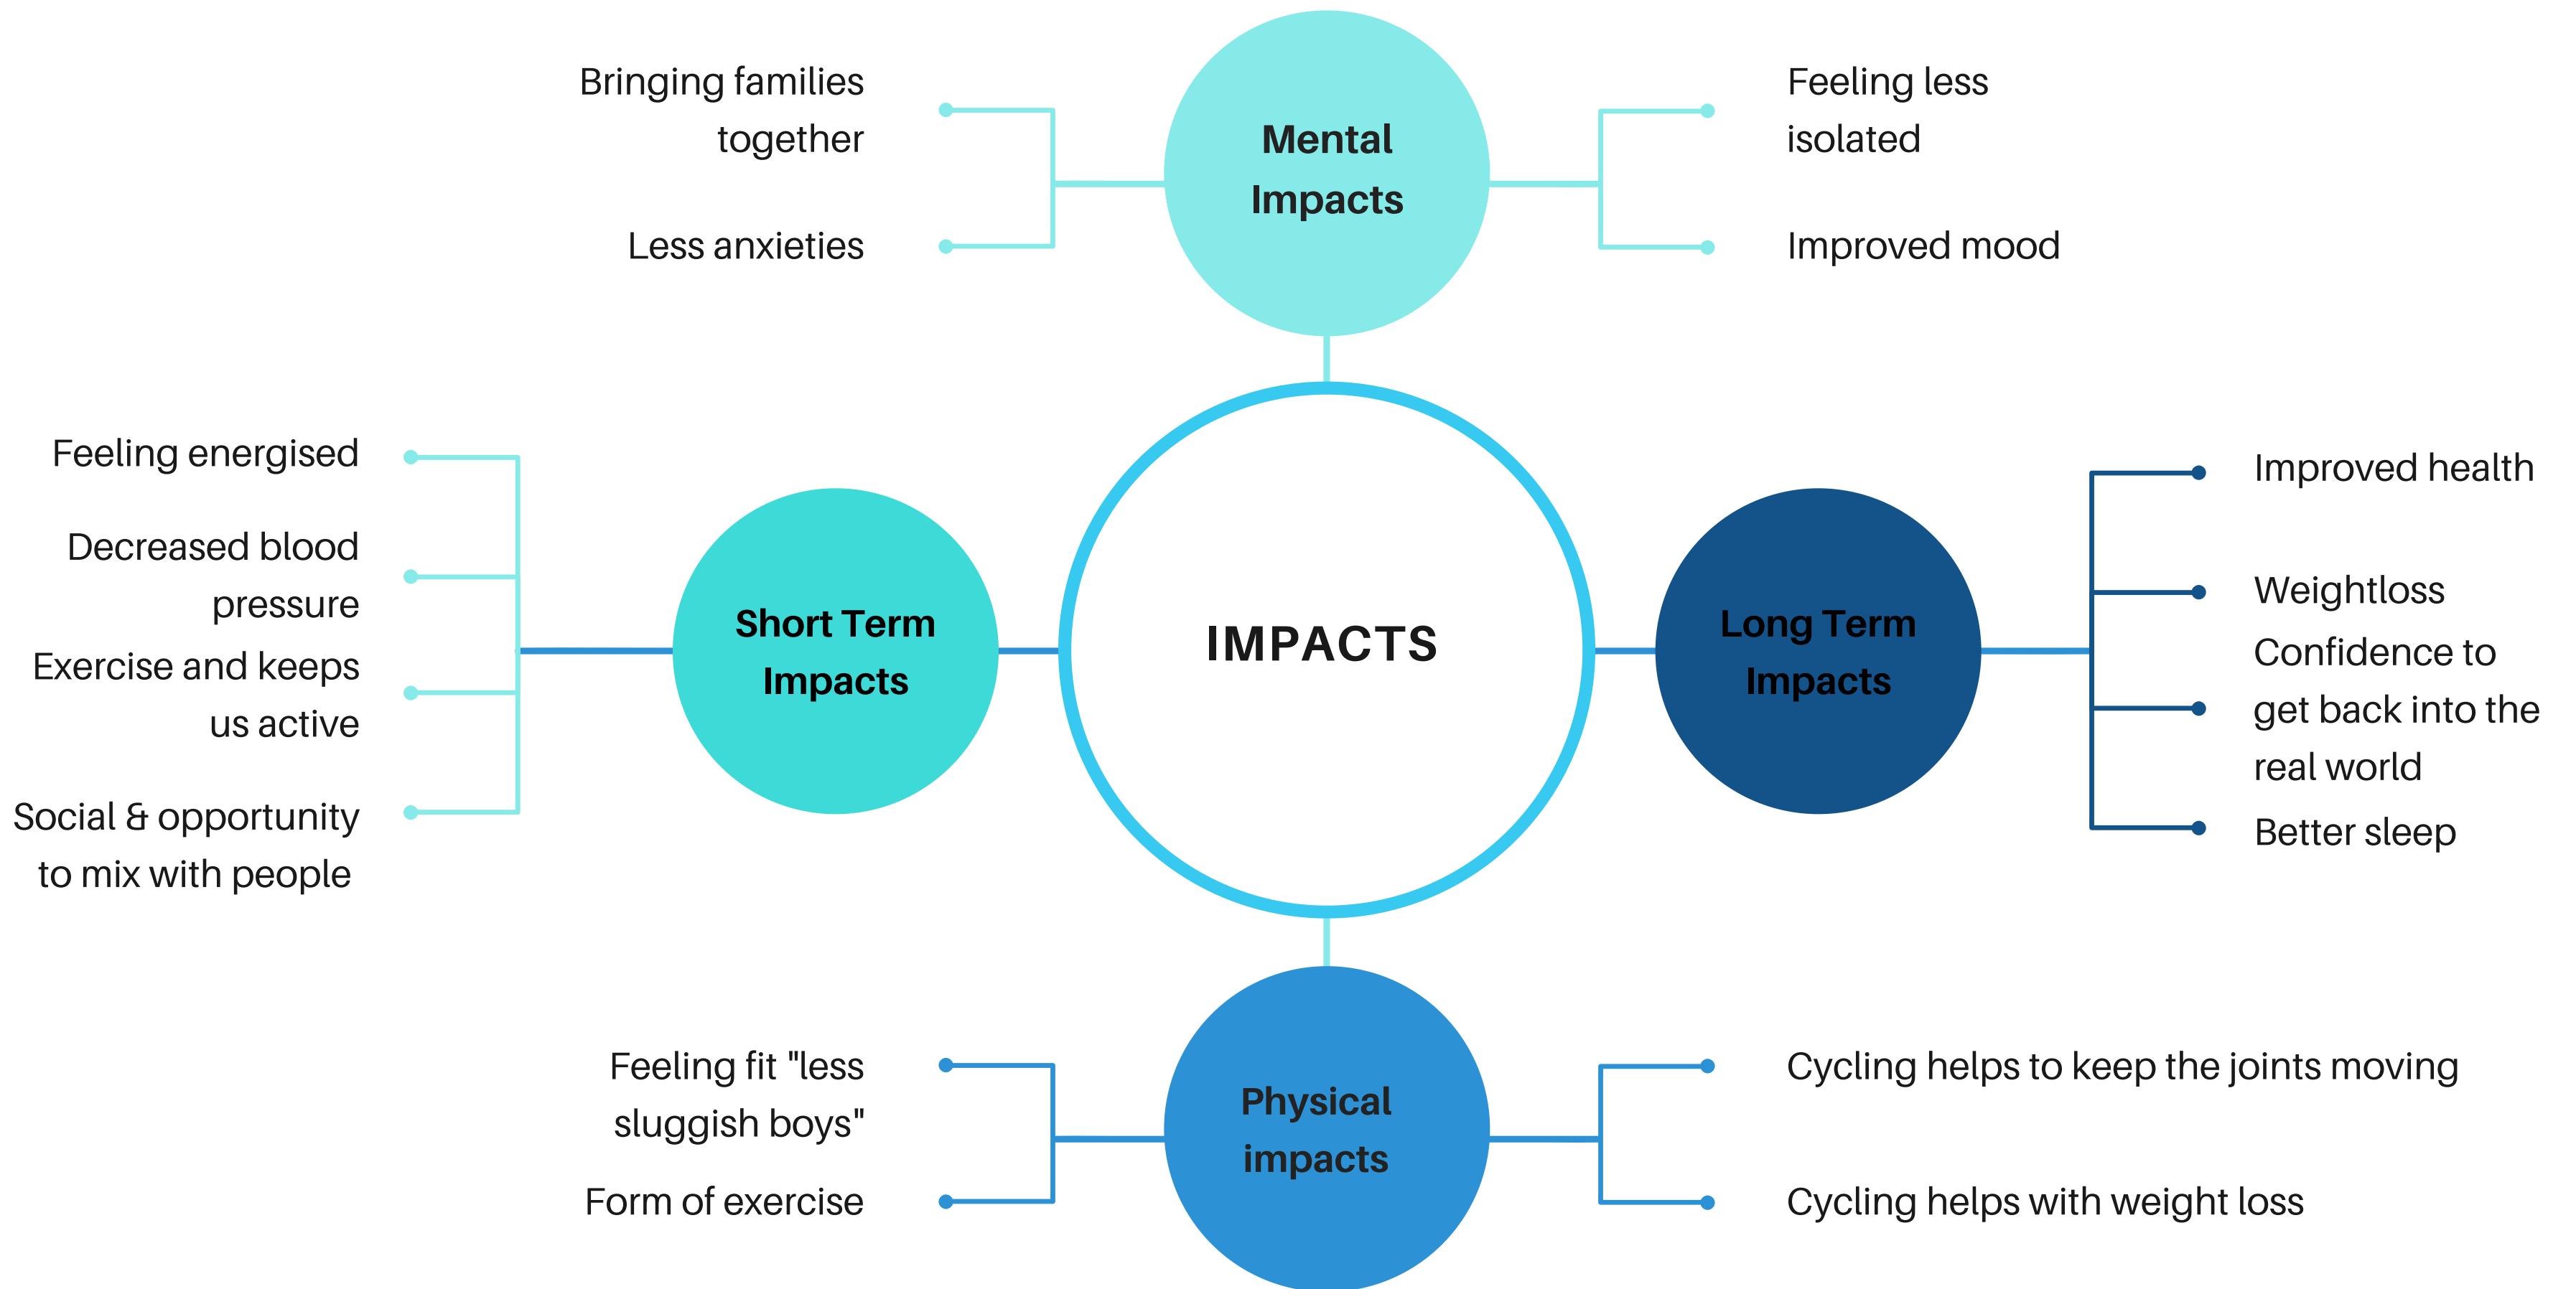 Bringing families
together
Less anxieties
Mental
Impacts
Feeling less
isolated
Improved mood
Feeling energised
Decreased blood
pressure
Exercise and keeps
us active
Social & opportunity
to mix with people
Short Term
Impacts
IMPACTS
Long Term
Impacts
Improved health
Weightloss
Confidence to
get back into the
real world
Better sleep
Feeling fit "less
sluggish boys"
Form of exercise
Physical
impacts
Cycling helps to keep the joints moving
Cycling helps with weight loss